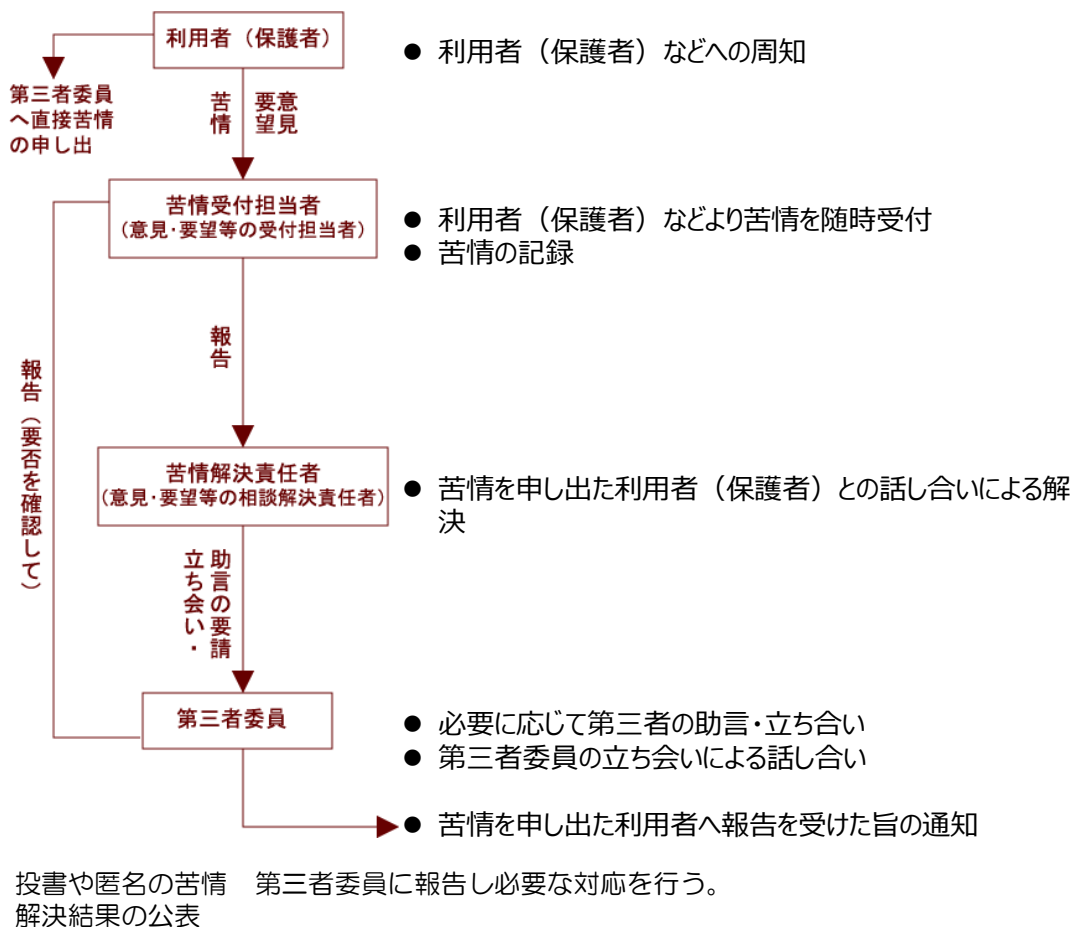 利用者（保護者）
● 利用者（保護者）などへの周知
第三者委員
へ直接苦情
の申し出
苦情
意見
要望
苦情受付担当者
（意見・要望等の受付担当者）
● 利用者（保護者）などより苦情を随時受付
● 苦情の記録
報告
報告（要否を確認して）
苦情解決責任者
（意見・要望等の相談解決責任者）
● 苦情を申し出た利用者（保護者）との話し合いによる解
決
助言の要請
立ち会い・
第三者委員
● 必要に応じて第三者の助言・立ち合い
● 第三者委員の立ち会いによる話し合い
● 苦情を申し出た利用者へ報告を受けた旨の通知
投書や匿名の苦情　第三者委員に報告し必要な対応を行う。
解決結果の公表